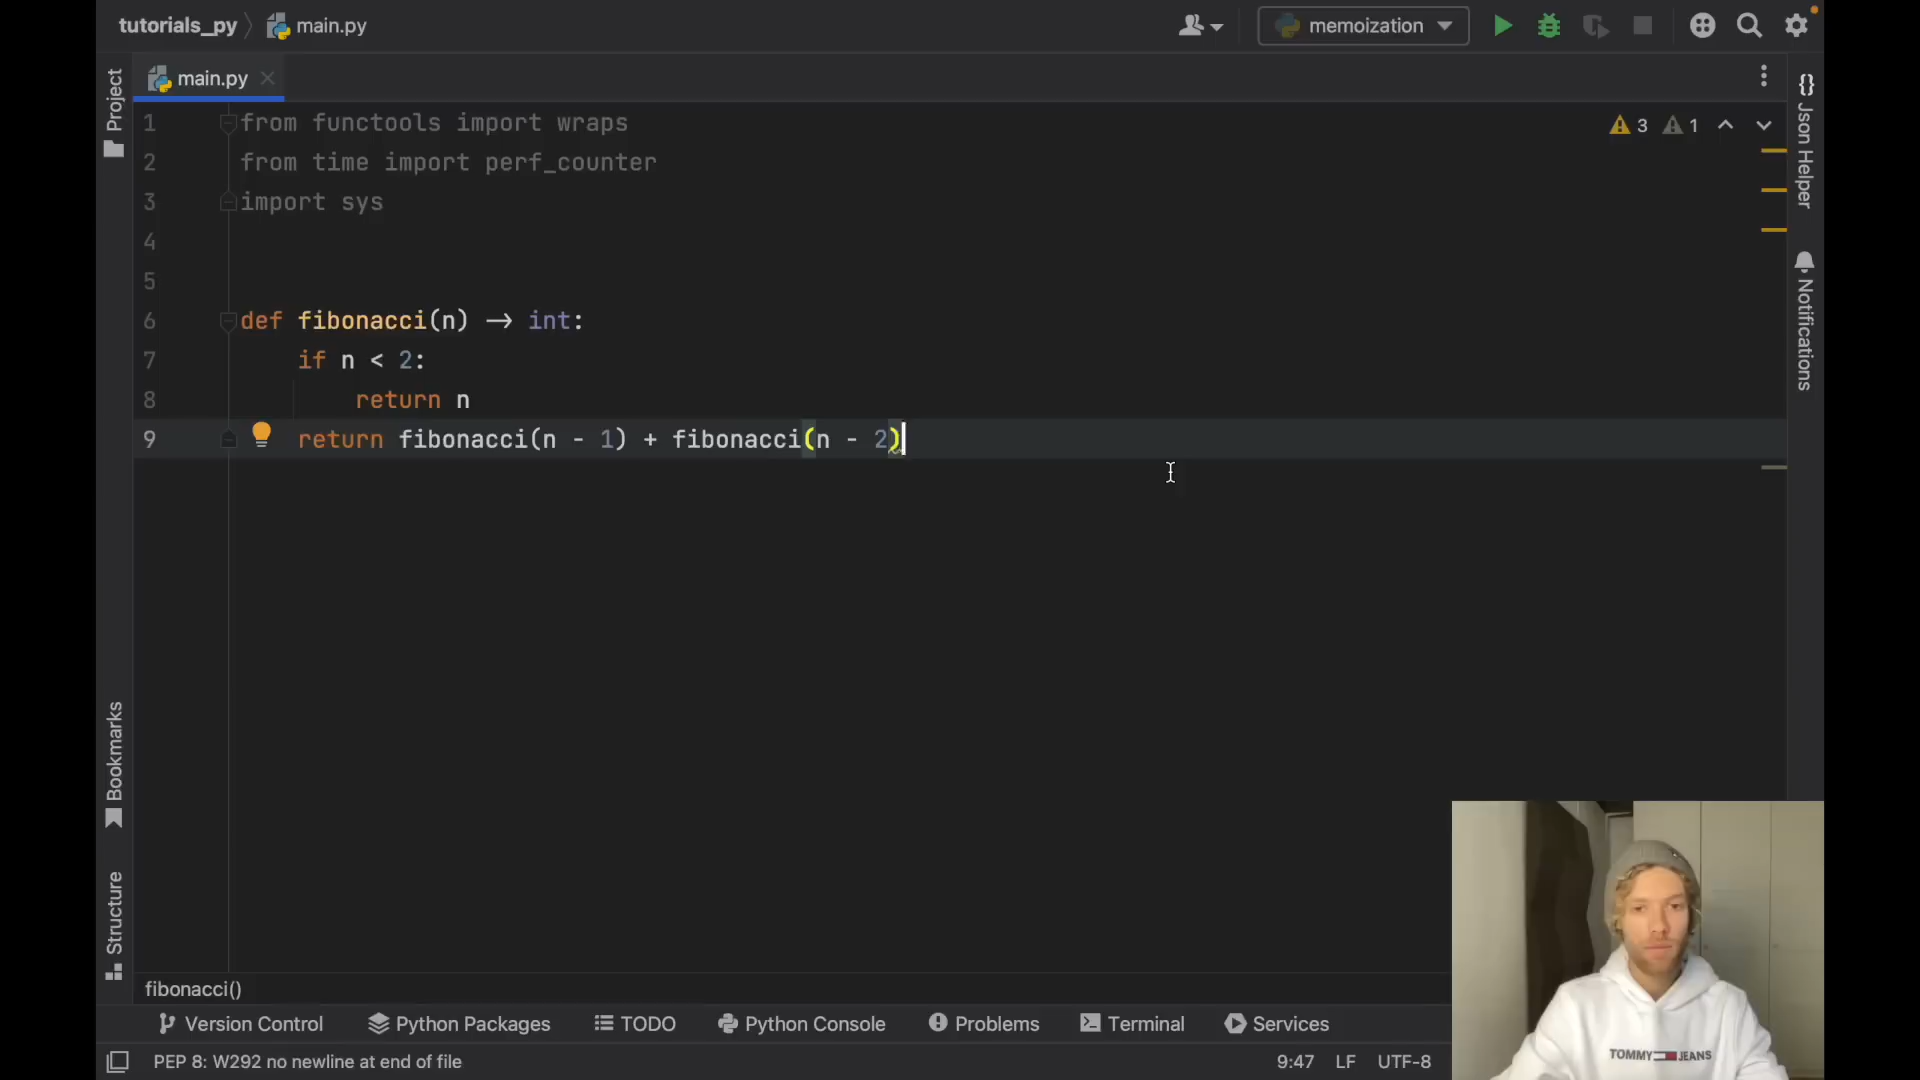 tutorials_py main.py
memoization
main.py
Project
1 from functools import wraps
2 from time import perf_counter
3 import sys
4
5
6 def fibonacci(n) → int:
7 if n < 2:
8 return n
9 return fibonacci(n - 1) + fibonacci(n - 2)
3 1
{} Json Helper
Notifications
Bookmarks
Structure
fibonacci()
Version Control Python Packages TODO Python Console Problems Terminal Services
PEP 8: W292 no newline at end of file
9:47 LF UTF-8
TOMMY JEANS